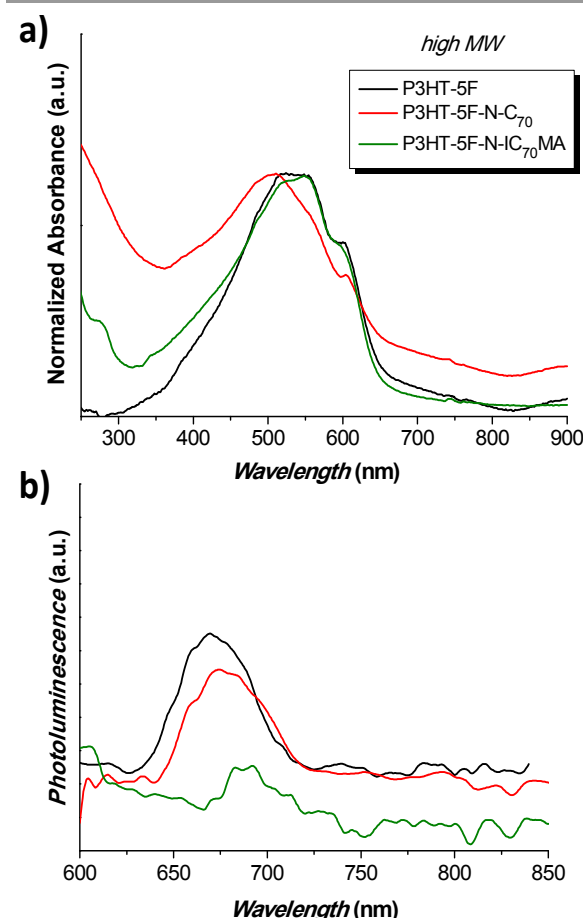 a)
high MW
P3HT-5F
P3HT-5F-N-C70
P3HT-5F-N-IC70MA
Normalized Absorbance (a.u.)
300 400 500 600 700 800 900
Wavelength (nm)
b)
Photoluminescence (a.u.)
600 650 700 750 800 850
Wavelength (nm)